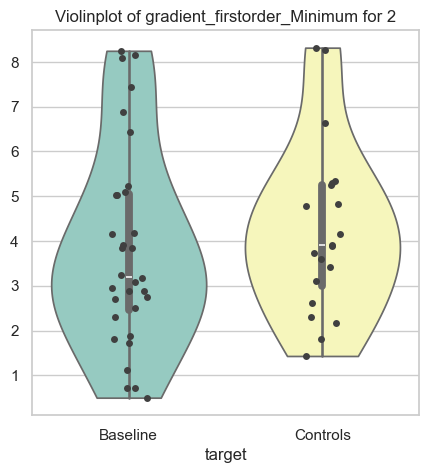 Violinplot of gradient_firstorder_Minimum for 2
8
7
6
5
4
3
2
1
Baseline
Controls
target